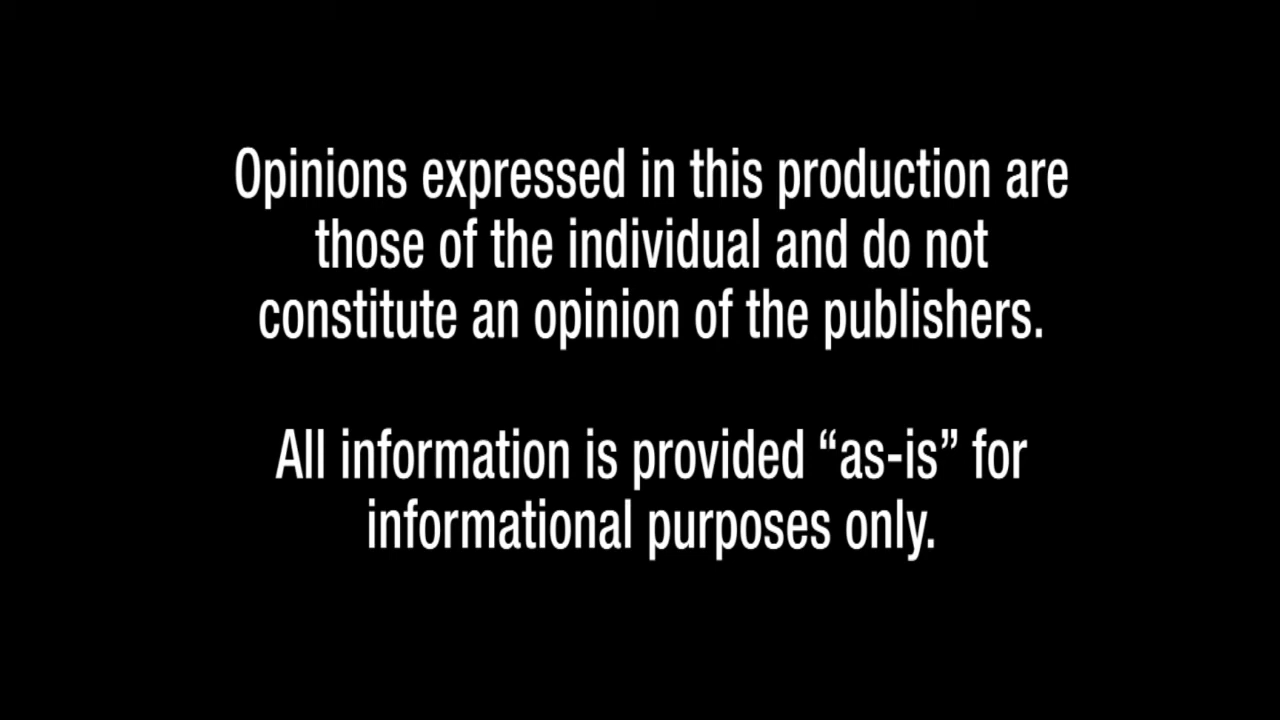 Opinions expressed in this production are
those of the individual and do not
constitute an opinion of the publishers.
All information is provided “as-is” for
informational purposes only.